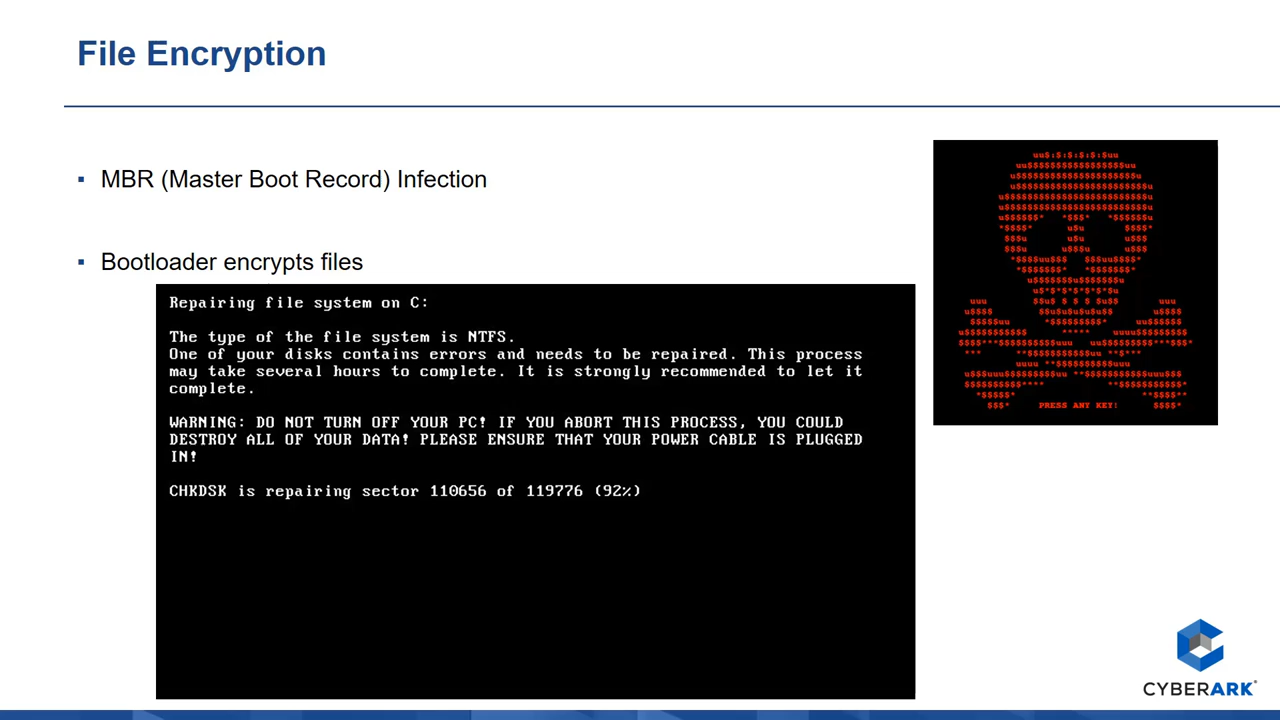 File Encryption
▪ MBR (Master Boot Record) Infection
▪ Bootloader encrypts files
Repairing file system on C:
The type of the file system is NTFS.
One of your disks contains errors and needs to be repaired. This process
may take several hours to complete. It is strongly recommended to let it
complete.
WARNING: DO NOT TURN OFF YOUR PC! IF YOU ABORT THIS PROCESS, YOU COULD
DESTROY ALL OF YOUR DATA! PLEASE ENSURE THAT YOUR POWER CABLE IS PLUGGED
IN!
CHKDSK is repairing sector 110656 of 119776 (92%)
PRESS ANY KEY!
CYBERARK